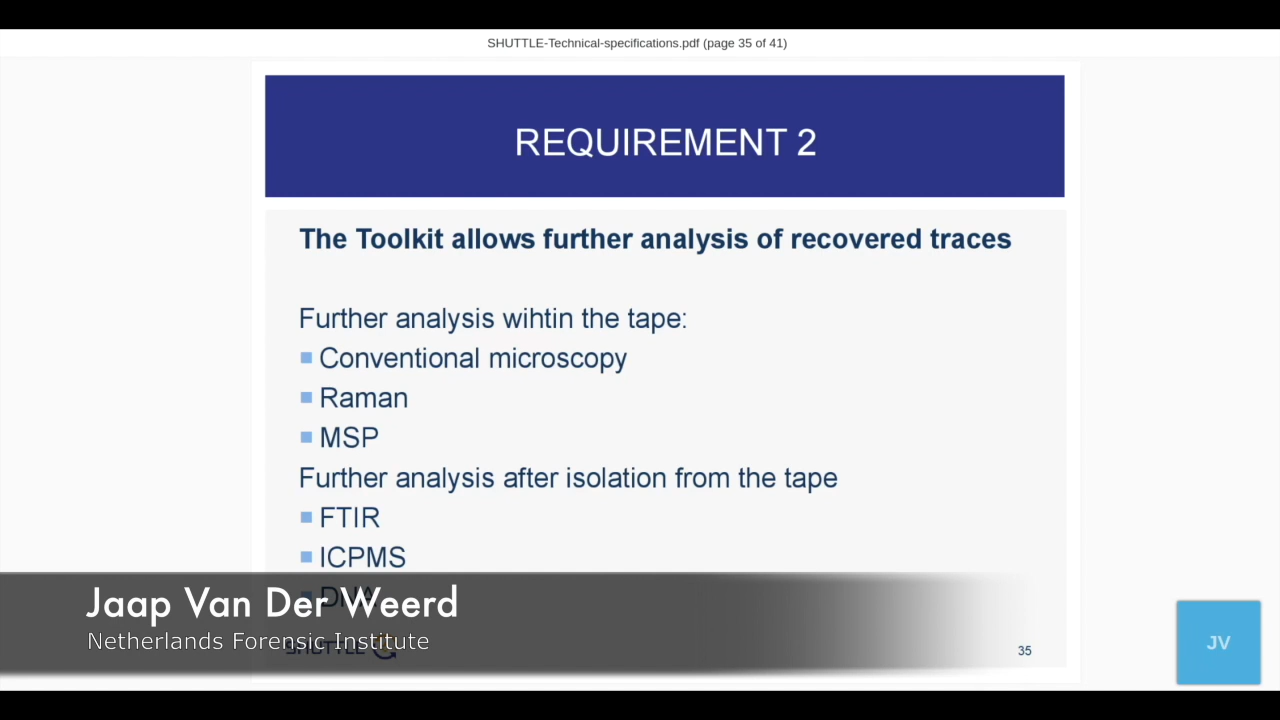 SHUTTLE-Technical-specifications.pdf (page 35 of 41)
REQUIREMENT 2
The Toolkit allows further analysis of recovered traces
Further analysis wihtin the tape:
Conventional microscopy
Raman
MSP
Further analysis after isolation from the tape
FTIR
ICPMS
DNA
Jaap Van Der Weerd
Netherlands Forensic Institute
SHUTTLE
35
JV